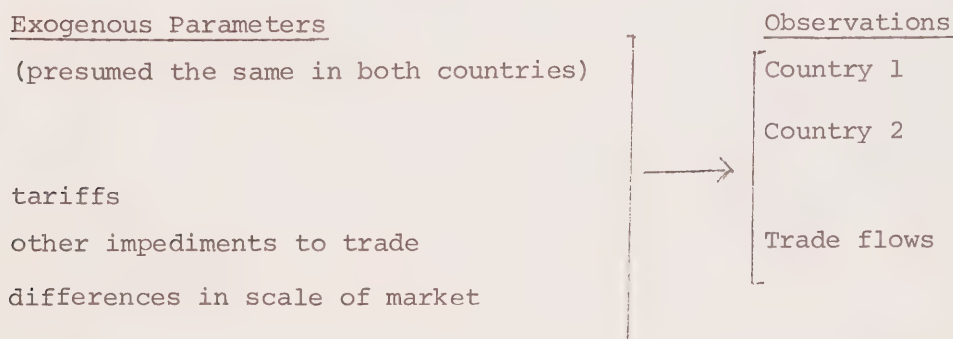 Exogenous Parameters
(presumed the same in both countries)
tariffs
other impediments to trade
differences in scale of market
Observations
Country 1
Country 2
Trade flows